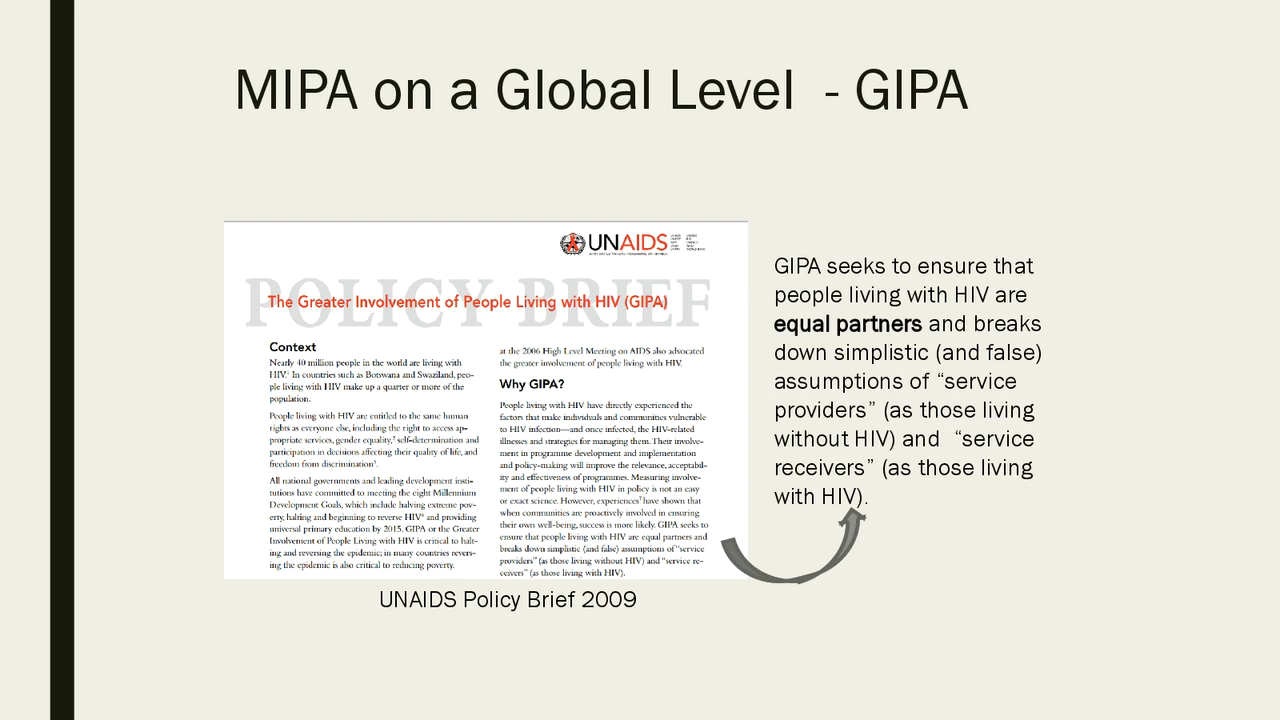 MIPA on a Global Level - GIPA
UNAIDS
POLICY BRIEF
The Greater Involvement of People Living with HIV (GIPA)
Context
Nearly 40 million people in the world are living with
HIV.1 In countries such as Botswana and Swaziland, peo-
ple living with HIV make up a quarter or more of the
population.
People living with HIV are entitled to the same human
rights as everyone else, including the right to access ap-
propriate services, gender equality,2 self-determination and
participation in decisions affecting their quality of life, and
freedom from discrimination3.
All national governments and leading development insti-
tutions have committed to meeting the eight Millennium
Development Goals, which include halving extreme pov-
erty, halting and beginning to reverse HIV4 and providing
universal primary education by 2015. GIPA or the Greater
Involvement of People Living with HIV is critical to halt-
ing and reversing the epidemic; in many countries revers-
ing the epidemic is also critical to reducing poverty.
at the 2006 High Level Meeting on AIDS also advocated
the greater involvement of people living with HIV.
Why GIPA?
People living with HIV have directly experienced the
factors that make individuals and communities vulnerable
to HIV infection—and once infected, the HIV-related
illnesses and strategies for managing them. Their involve-
ment in programme development and implementation
and policy-making will improve the relevance, acceptabil-
ity and effectiveness of programmes. Measuring involve-
ment of people living with HIV in policy is not an easy
or exact science. However, experiences7 have shown that
when communities are proactively involved in ensuring
their own well-being, success is more likely. GIPA seeks to
ensure that people living with HIV are equal partners and
breaks down simplistic (and false) assumptions of "service
providers" (as those living without HIV) and "service re-
ceivers" (as those living with HIV).
UNAIDS Policy Brief 2009
GIPA seeks to ensure that
people living with HIV are
equal partners and breaks
down simplistic (and false)
assumptions of “service
providers” (as those living
without HIV) and “service
receivers” (as those living
with HIV).